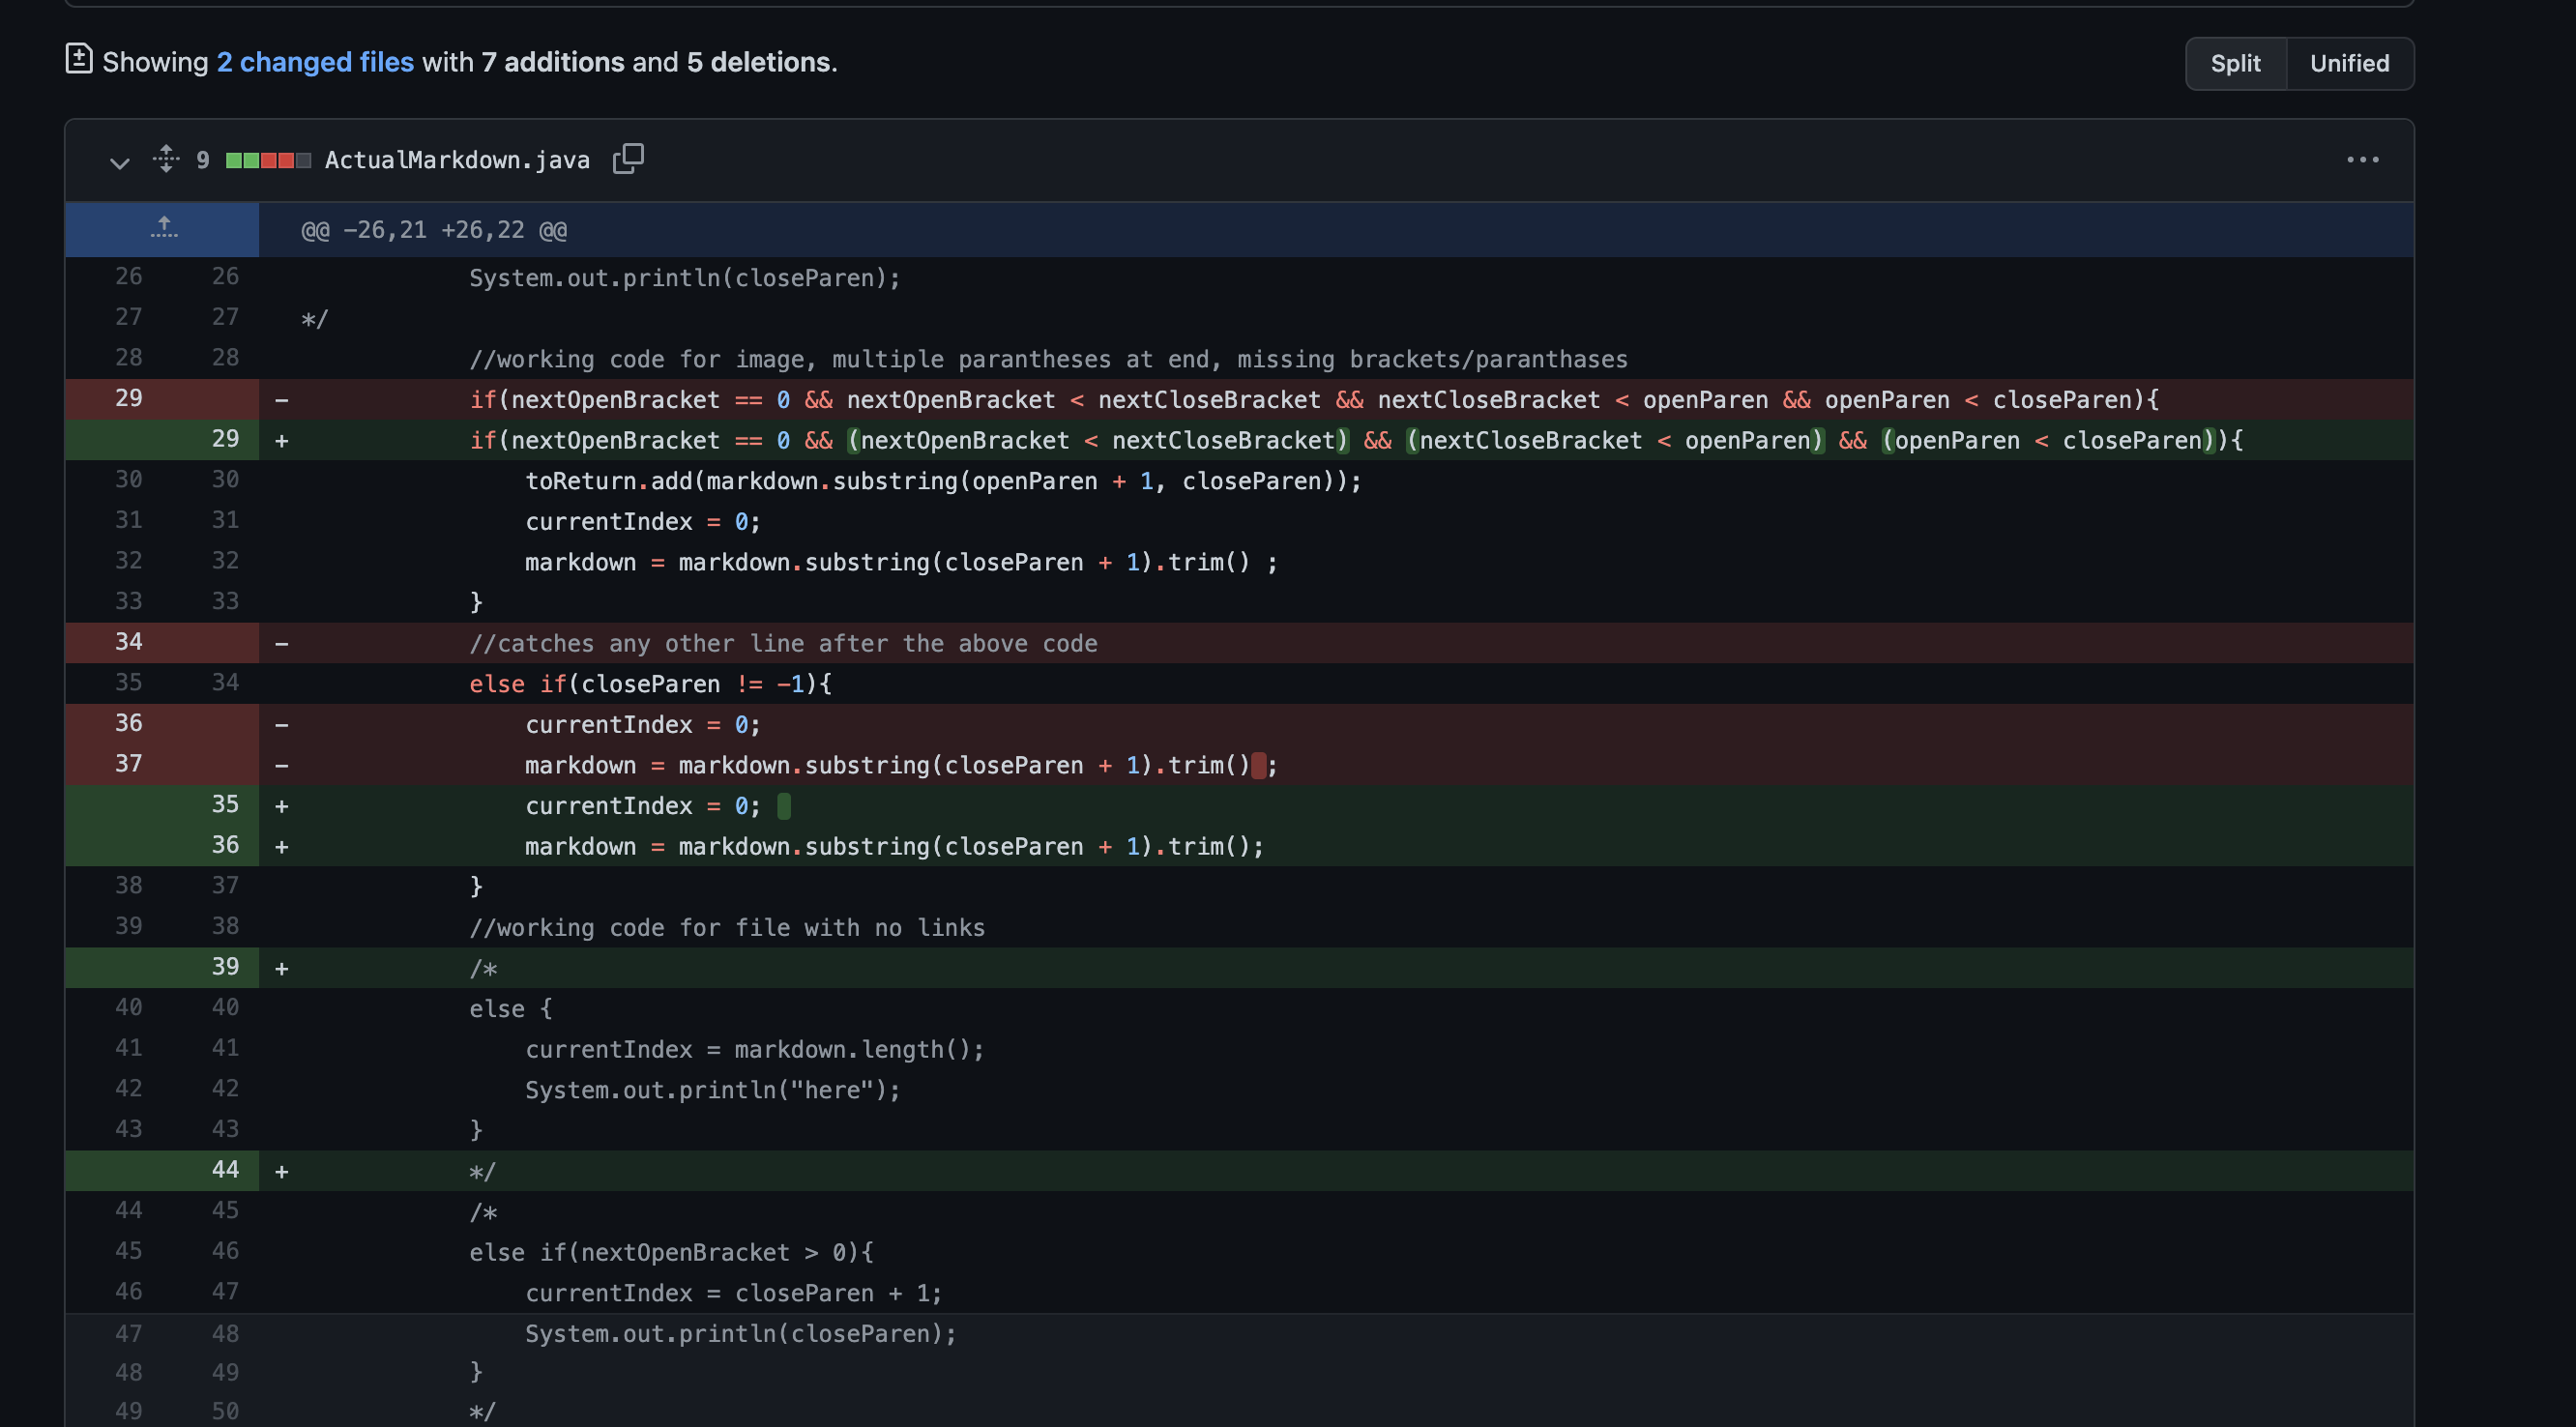 Showing 2 changed files with 7 additions and 5 deletions.
Split Unified
9 ActualMarkdown.java
@@ -26,21 +26,22 @@
26 26 System.out.println(closeParen);
27 27 */
28 28 //working code for image, multiple parantheses at end, missing brackets/paranthases
29 - if(nextOpenBracket == 0 && nextOpenBracket < nextCloseBracket && nextCloseBracket < openParen && openParen < closeParen){
29 + if(nextOpenBracket == 0 && (nextOpenBracket < nextCloseBracket) && (nextCloseBracket < openParen) && (openParen < closeParen)){
30 30 toReturn.add(markdown.substring(openParen + 1, closeParen));
31 31 currentIndex = 0;
32 32 markdown = markdown.substring(closeParen + 1).trim() ;
33 33 }
34 - //catches any other line after the above code
35 34 else if(closeParen != -1){
36 - currentIndex = 0;
37 - markdown = markdown.substring(closeParen + 1).trim() ;
35 + currentIndex = 0;
36 + markdown = markdown.substring(closeParen + 1).trim();
38 37 }
39 38 //working code for file with no links
39 + /*
40 40 else {
41 41 currentIndex = markdown.length();
42 42 System.out.println("here");
43 43 }
44 + */
44 45 /*
45 46 else if(nextOpenBracket > 0){
46 47 currentIndex = closeParen + 1;
47 48 System.out.println(closeParen);
48 49 }
49 50 */